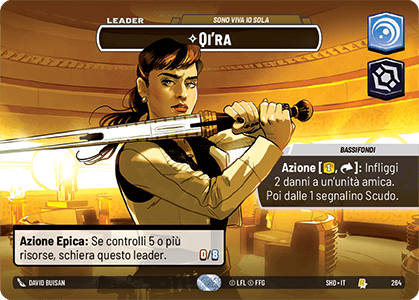 LEADER
SONO VIVA IO SOLA
✧QI'RA
BASSIFONDI
Azione [1, ]: Infliggi
2 danni a un'unità amica.
Poi dalle 1 segnalino Scudo.
Azione Epica: Se controlli 5 o più
risorse, schiera questo leader.
0/8
DAVID BUISAN
© LFL © FFG
SHD • IT
264